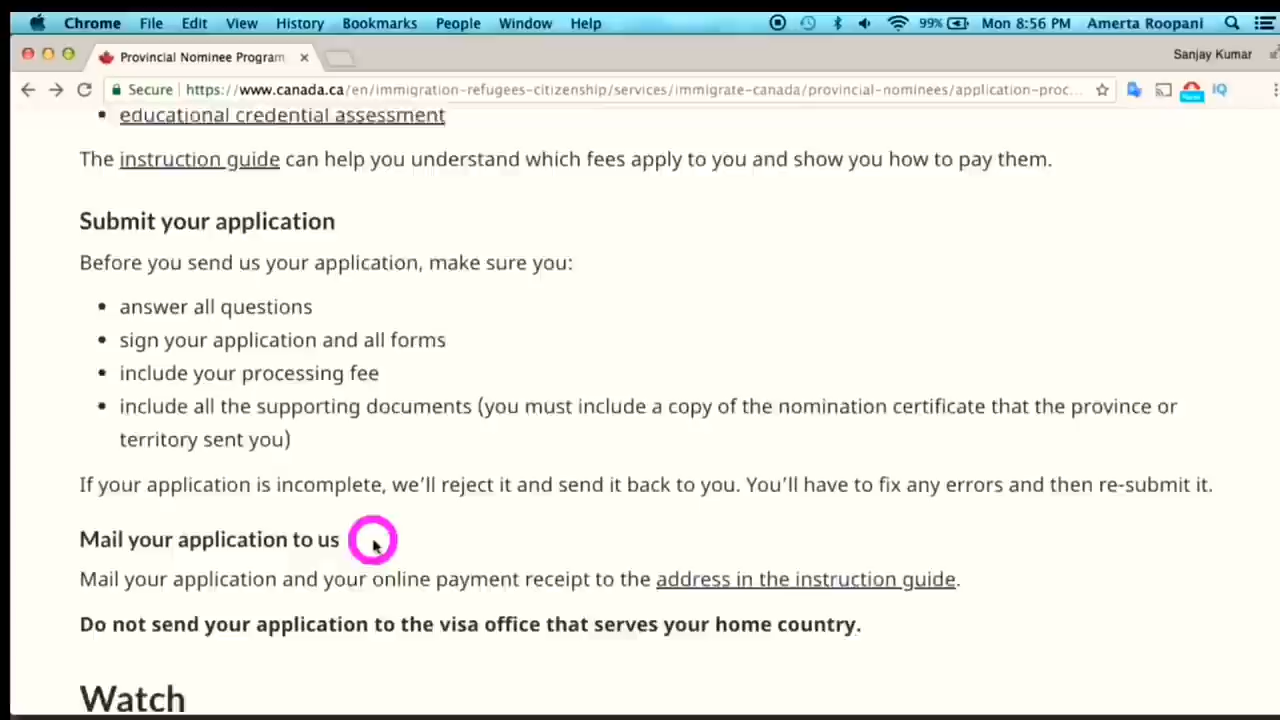 Chrome File Edit View History Bookmarks People Window Help 99% Mon 8:56 PM Amerta Roopani
Provincial Nominee Program Sanjay Kumar
Secure https://www.canada.ca/en/immigration-refugees-citizenship/services/immigrate-canada/provincial-nominees/application-proc...
educational credential assessment
The instruction guide can help you understand which fees apply to you and show you how to pay them.
Submit your application
Before you send us your application, make sure you:
answer all questions
sign your application and all forms
include your processing fee
include all the supporting documents (you must include a copy of the nomination certificate that the province or
territory sent you)
If your application is incomplete, we’ll reject it and send it back to you. You’ll have to fix any errors and then re-submit it.
Mail your application to us
Mail your application and your online payment receipt to the address in the instruction guide.
Do not send your application to the visa office that serves your home country.
Watch